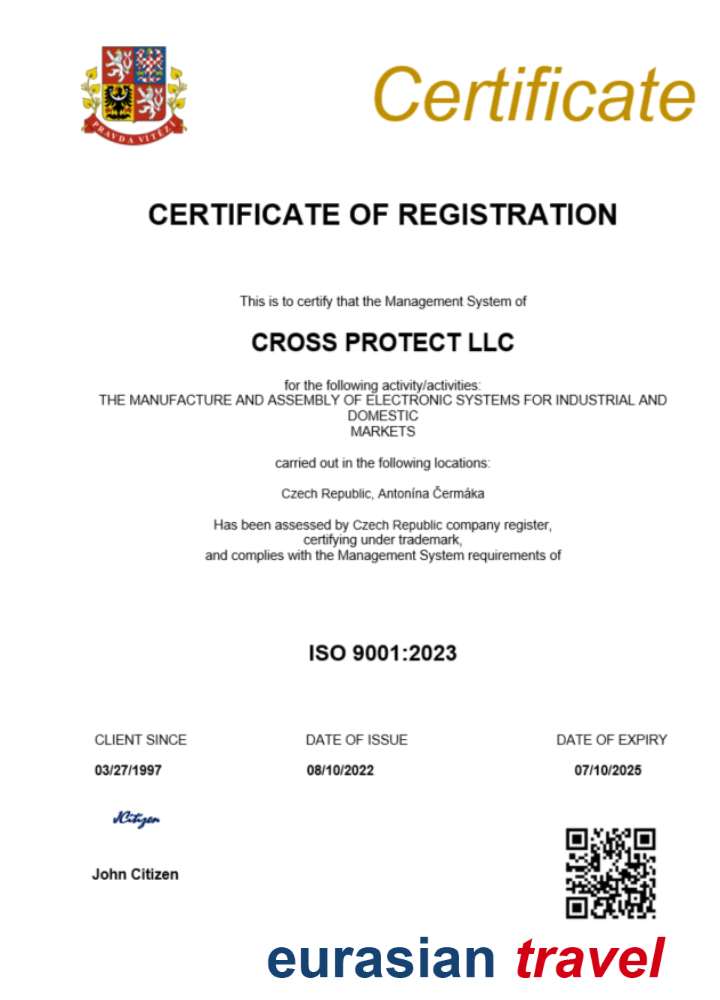 PRAVDA VÍTĚZÍ
Certificate
CERTIFICATE OF REGISTRATION
This is to certify that the Management System of
CROSS PROTECT LLC
for the following activity/activities:
THE MANUFACTURE AND ASSEMBLY OF ELECTRONIC SYSTEMS FOR INDUSTRIAL AND
DOMESTIC
MARKETS
carried out in the following locations:
Czech Republic, Antonína Čermáka
Has been assessed by Czech Republic company register,
certifying under trademark,
and complies with the Management System requirements of
ISO 9001:2023
CLIENT SINCE DATE OF ISSUE DATE OF EXPIRY
03/27/1997 08/10/2022 07/10/2025
JCitizen
John Citizen
eurasian travel